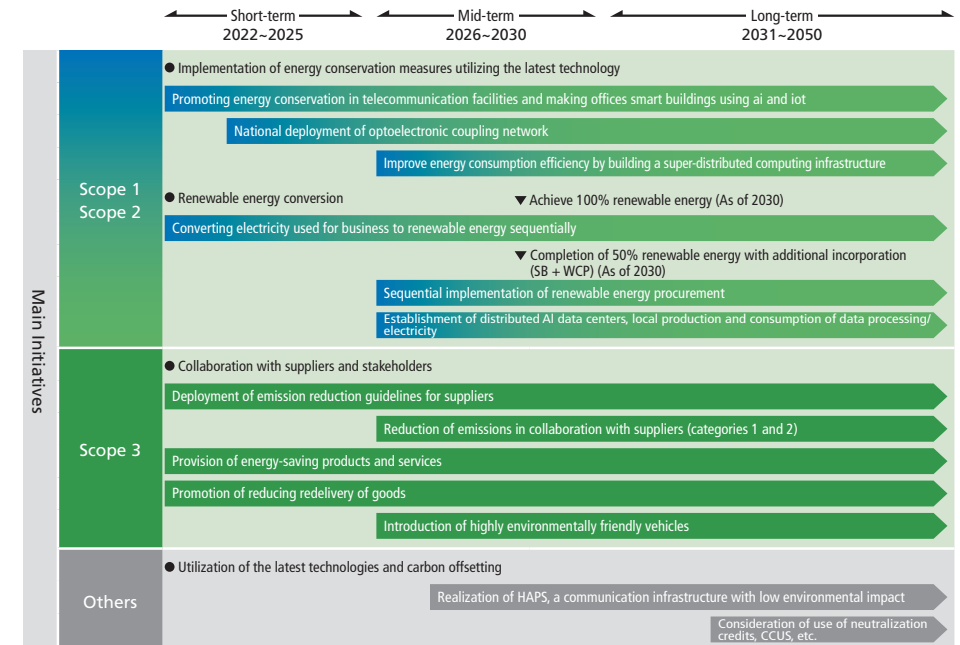 Short-term
2022~2025
Mid-term
2026~2030
Long-term
2031~2050
Main Initiatives
Scope 1
Scope 2
● Implementation of energy conservation measures utilizing the latest technology
Promoting energy conservation in telecommunication facilities and making offices smart buildings using ai and iot
National deployment of optoelectronic coupling network
Improve energy consumption efficiency by building a super-distributed computing infrastructure
● Renewable energy conversion
▼ Achieve 100% renewable energy (As of 2030)
Converting electricity used for business to renewable energy sequentially
▼ Completion of 50% renewable energy with additional incorporation
(SB + WCP) (As of 2030)
Sequential implementation of renewable energy procurement
Establishment of distributed AI data centers, local production and consumption of data processing/
electricity
Scope 3
● Collaboration with suppliers and stakeholders
Deployment of emission reduction guidelines for suppliers
Reduction of emissions in collaboration with suppliers (categories 1 and 2)
Provision of energy-saving products and services
Promotion of reducing redelivery of goods
Introduction of highly environmentally friendly vehicles
Others
● Utilization of the latest technologies and carbon offsetting
Realization of HAPS, a communication infrastructure with low environmental impact
Consideration of use of neutralization
credits, CCUS, etc.